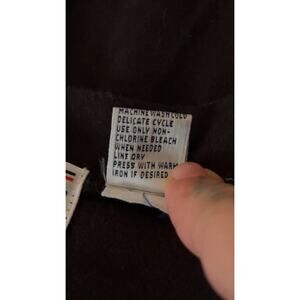 MACHINE WASH COLD
DELICATE CYCLE
USE ONLY NON-
CHLORINE BLEACH
WHEN NEEDED
LINE DRY
PRESS WITH WARM
IRON IF DESIRED